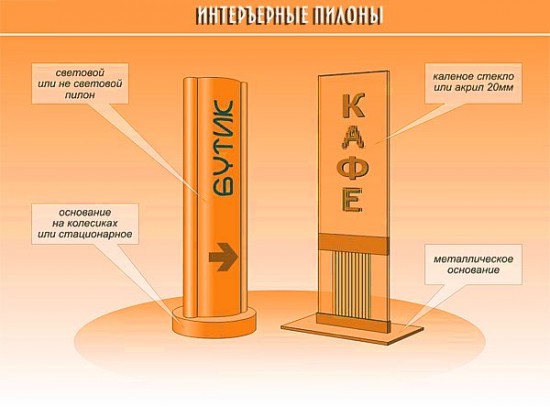 ИНТЕРЬЕРНЫЕ ПИЛОНЫ
световой
или не световой
пилон
каленое стекло
или акрил 20мм
БУТИК
КАФЕ
основание
на колесиках
или стационарное
металлическое
основание